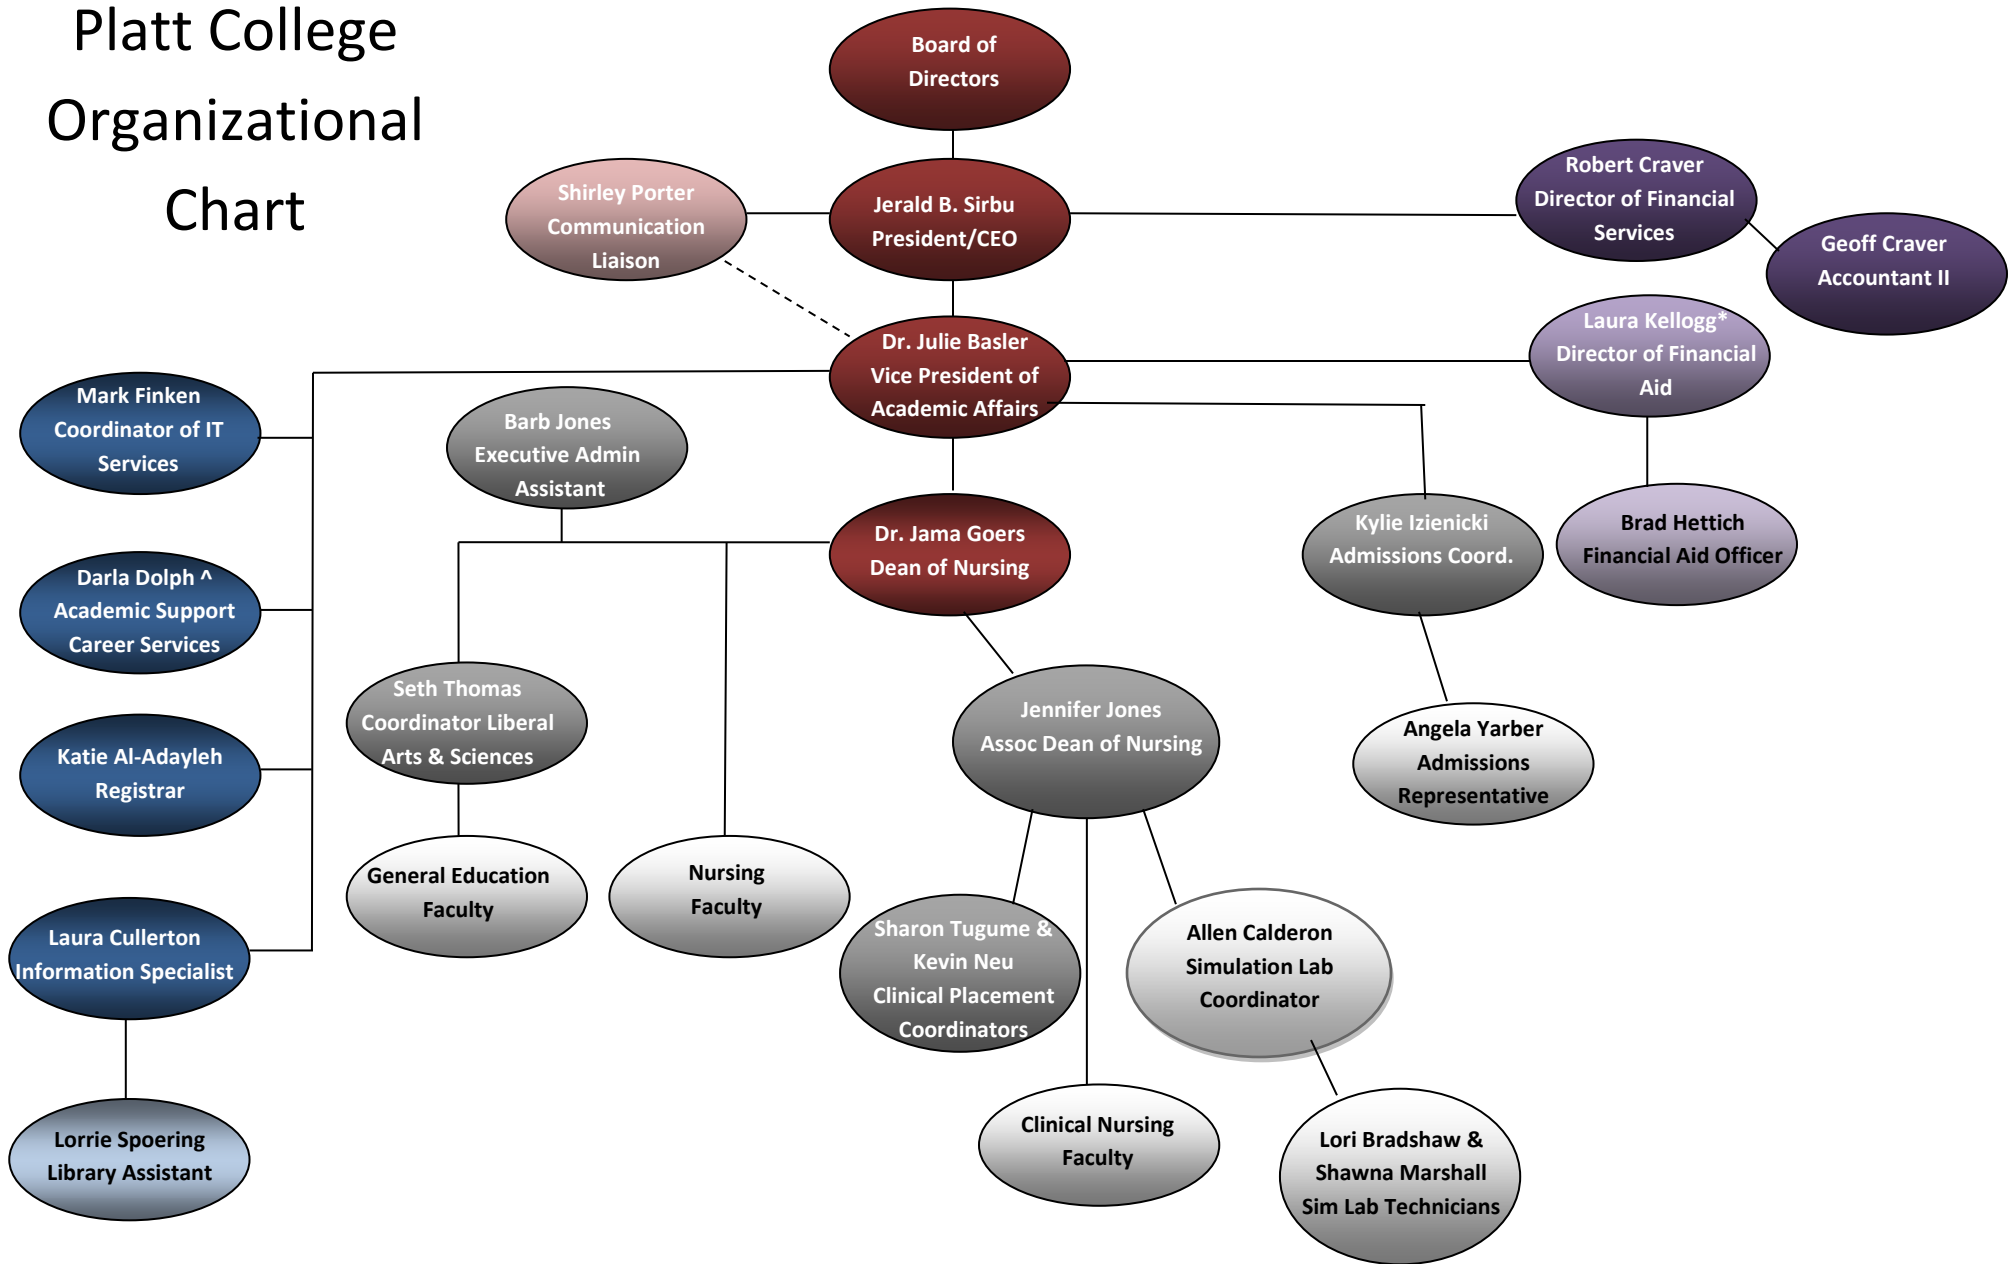 Platt College
Organizational
Chart
Board of
Directors
Shirley Porter
Communication
Liaison
Jerald B. Sirbu
President/CEO
Robert Craver
Director of Financial
Services
Geoff Craver
Accountant II
Dr. Julie Basler
Vice President of
Academic Affairs
Laura Kellogg*
Director of Financial
Aid
Mark Finken
Coordinator of IT
Services
Barb Jones
Executive Admin
Assistant
Dr. Jama Goers
Dean of Nursing
Kylie Izienicki
Admissions Coord.
Brad Hettich
Financial Aid Officer
Darla Dolph ^
Academic Support
Career Services
Seth Thomas
Coordinator Liberal
Arts & Sciences
Jennifer Jones
Assoc Dean of Nursing
Angela Yarber
Admissions
Representative
Katie Al-Adayleh
Registrar
General Education
Faculty
Nursing
Faculty
Laura Cullerton
Information Specialist
Sharon Tugume &
Kevin Neu
Clinical Placement
Coordinators
Allen Calderon
Simulation Lab
Coordinator
Lorrie Spoering
Library Assistant
Clinical Nursing
Faculty
Lori Bradshaw &
Shawna Marshall
Sim Lab Technicians